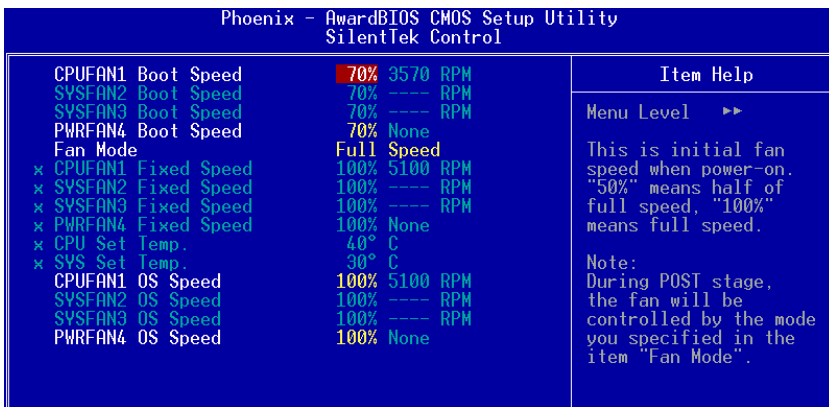 Phoenix - AwardBIOS CMOS Setup Utility
SilentTek Control
CPUFAN1 Boot Speed 70% 3570 RPM
SYSFAN2 Boot Speed 70% ---- RPM
SYSFAN3 Boot Speed 70% ---- RPM
PWRFAN4 Boot Speed 70% None
Fan Mode Full Speed
x CPUFAN1 Fixed Speed 100% 5100 RPM
x SYSFAN2 Fixed Speed 100% ---- RPM
x SYSFAN3 Fixed Speed 100% ---- RPM
x PWRFAN4 Fixed Speed 100% None
x CPU Set Temp. 40° C
x SYS Set Temp. 30° C
CPUFAN1 OS Speed 100% 5100 RPM
SYSFAN2 OS Speed 100% ---- RPM
SYSFAN3 OS Speed 100% ---- RPM
PWRFAN4 OS Speed 100% None
Item Help
Menu Level ►►
This is initial fan
speed when power-on.
"50%" means half of
full speed, "100%"
means full speed.
Note:
During POST stage,
the fan will be
controlled by the mode
you specified in the
item "Fan Mode".